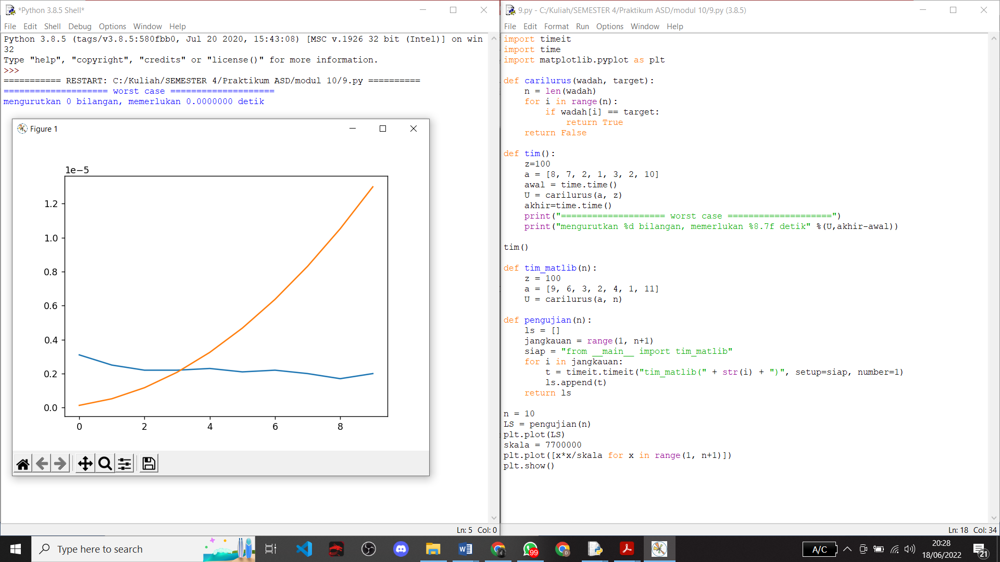 *Python 3.8.5 Shell*
File Edit Shell Debug Options Window Help
Python 3.8.5 (tags/v3.8.5:580fbb0, Jul 20 2020, 15:43:08) [MSC v.1926 32 bit (Intel)] on win
32
Type "help", "copyright", "credits" or "license()" for more information.
>>>
=========== RESTART: C:/Kuliah/SEMESTER 4/Praktikum ASD/modul 10/9.py ==========
==================== worst case ====================
mengurutkan 0 bilangan, memerlukan 0.0000000 detik
Figure 1
1e−5
1.2
1.0
0.8
0.6
0.4
0.2
0.0
0 2 4 6 8
Ln: 5 Col: 0
9.py - C:/Kuliah/SEMESTER 4/Praktikum ASD/modul 10/9.py (3.8.5)
File Edit Format Run Options Window Help
import timeit
import time
import matplotlib.pyplot as plt
def carilurus(wadah, target):
    n = len(wadah)
    for i in range(n):
        if wadah[i] == target:
            return True
    return False
def tim():
    z=100
    a = [8, 7, 2, 1, 3, 2, 10]
    awal = time.time()
    U = carilurus(a, z)
    akhir=time.time()
    print("==================== worst case ====================")
    print("mengurutkan %d bilangan, memerlukan %8.7f detik" %(U,akhir-awal))
tim()
def tim_matlib(n):
    z = 100
    a = [9, 6, 3, 2, 4, 1, 11]
    U = carilurus(a, n)
def pengujian(n):
    ls = []
    jangkauan = range(1, n+1)
    siap = "from __main__ import tim_matlib"
    for i in jangkauan:
        t = timeit.timeit("tim_matlib(" + str(i) + ")", setup=siap, number=1)
        ls.append(t)
    return ls
n = 10
LS = pengujian(n)
plt.plot(LS)
skala = 7700000
plt.plot([x*x/skala for x in range(1, n+1)])
plt.show()
Ln: 18 Col: 34
Type here to search
99
D
A/C
20:28
18/06/2022
21